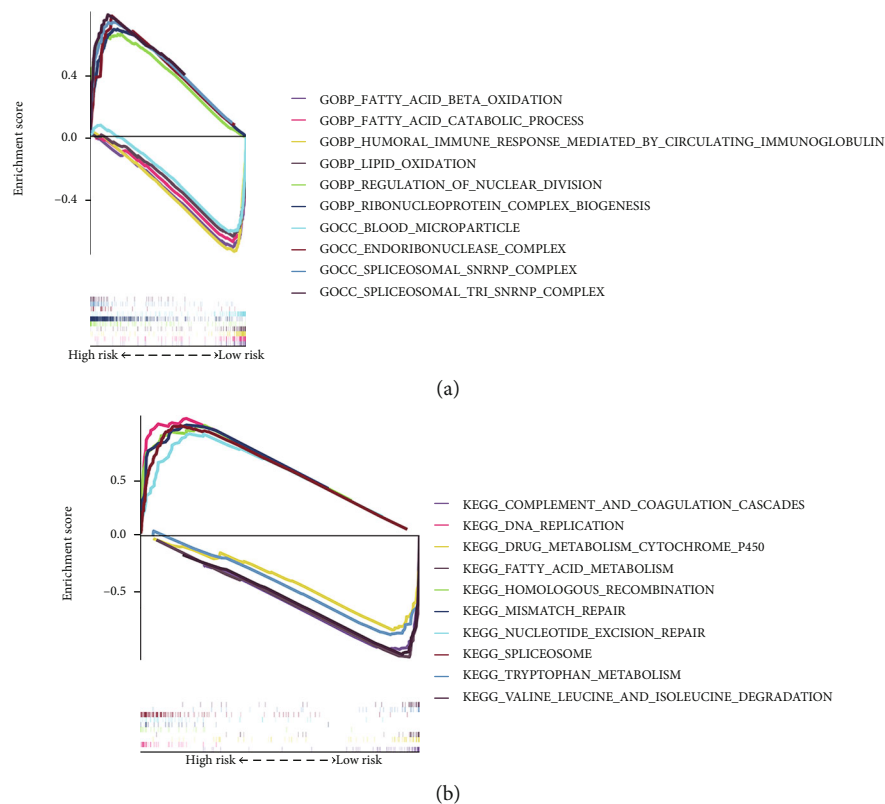 0.4
0.0
−0.4
Enrichment score
GOBP_FATTY_ACID_BETA_OXIDATION
GOBP_FATTY_ACID_CATABOLIC_PROCESS
GOBP_HUMORAL_IMMUNE_RESPONSE_MEDIATED_BY_CIRCULATING_IMMUNOGLOBULIN
GOBP_LIPID_OXIDATION
GOBP_REGULATION_OF_NUCLEAR_DIVISION
GOBP_RIBONUCLEOPROTEIN_COMPLEX_BIOGENESIS
GOCC_BLOOD_MICROPARTICLE
GOCC_ENDORIBONUCLEASE_COMPLEX
GOCC_SPLICEOSOMAL_SNRNP_COMPLEX
GOCC_SPLICEOSOMAL_TRI_SNRNP_COMPLEX
High risk Low risk
(a)
0.5
0.0
−0.5
Enrichment score
KEGG_COMPLEMENT_AND_COAGULATION_CASCADES
KEGG_DNA_REPLICATION
KEGG_DRUG_METABOLISM_CYTOCHROME_P450
KEGG_FATTY_ACID_METABOLISM
KEGG_HOMOLOGOUS_RECOMBINATION
KEGG_MISMATCH_REPAIR
KEGG_NUCLEOTIDE_EXCISION_REPAIR
KEGG_SPLICEOSOME
KEGG_TRYPTOPHAN_METABOLISM
KEGG_VALINE_LEUCINE_AND_ISOLEUCINE_DEGRADATION
High risk Low risk
(b)